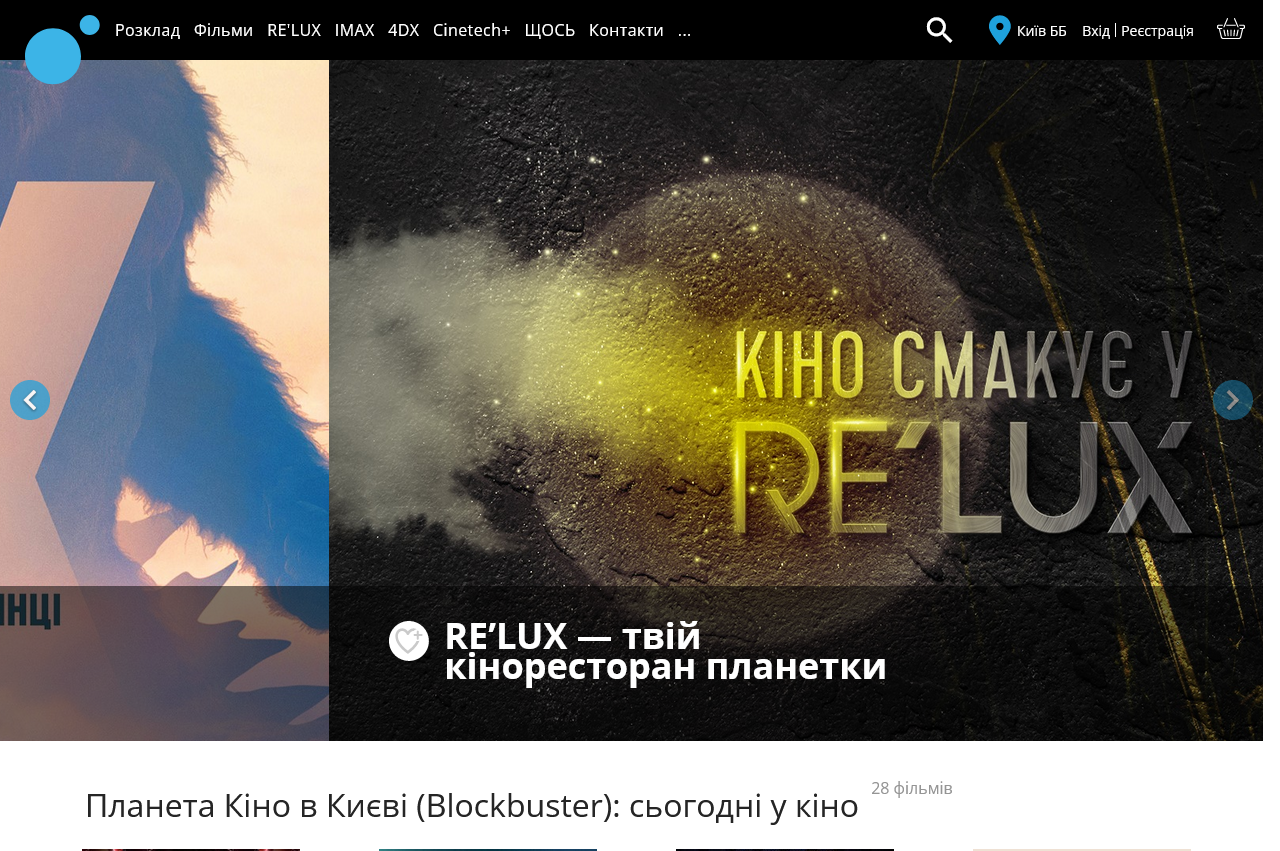 Розклад Фільми RE'LUX IMAX 4DX Cinetech+ ЩОСЬ Контакти ...
Київ ББ Вхід | Реєстрація
КІНО СМАКУЄ У
RE'LUX
RE’LUX — твій
кіноресторан планетки
Планета Кіно в Києві (Blockbuster): сьогодні у кіно
28 фільмів